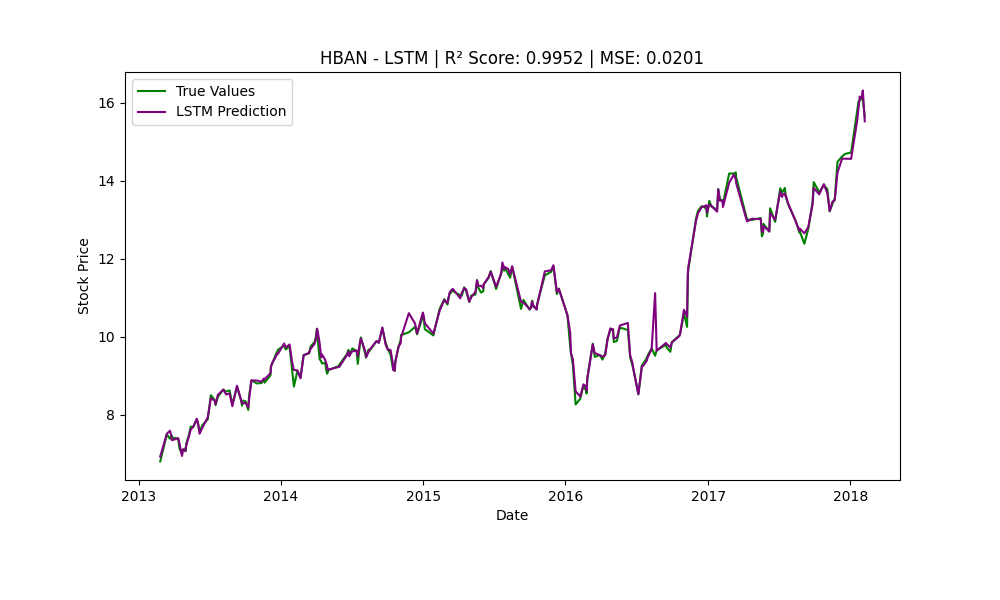 HBAN - LSTM | R² Score: 0.9952 | MSE: 0.0201
True Values
LSTM Prediction
Stock Price
16
14
12
10
8
2013 2014 2015 2016 2017 2018
Date